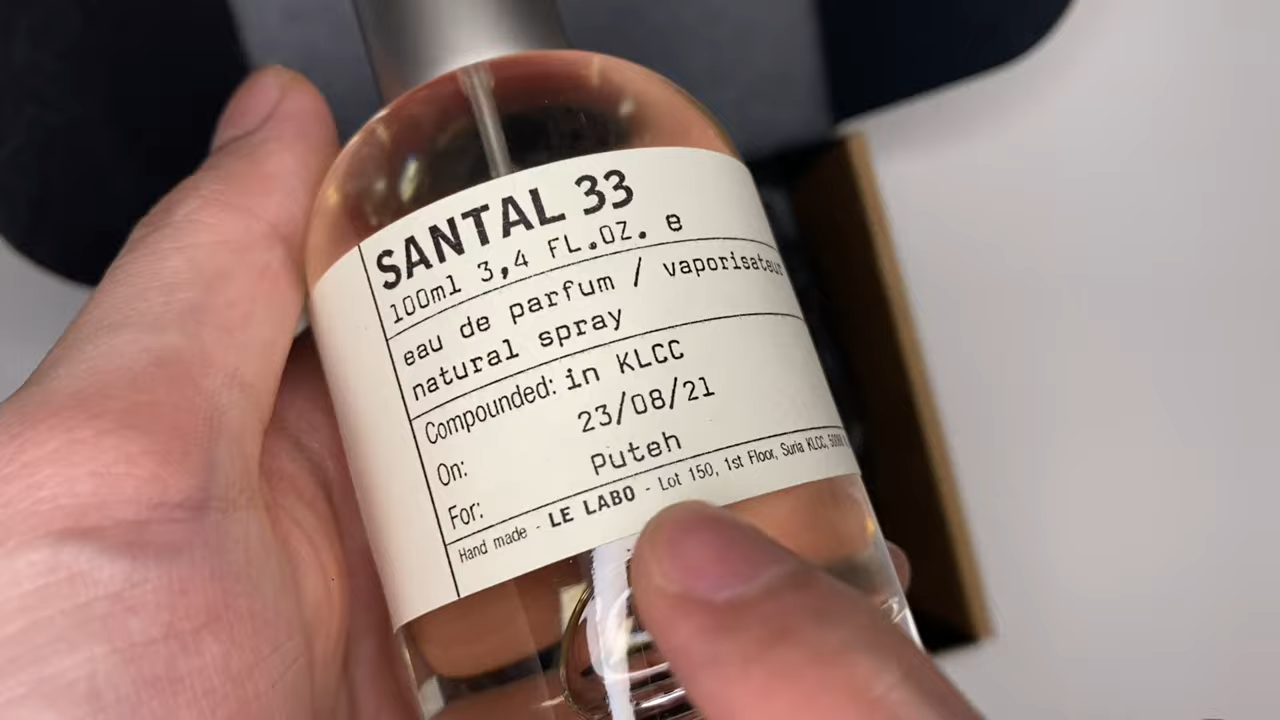 SANTAL 33
100ml 3,4 FL.OZ. e
eau de parfum / vaporisateur
natural spray
Compounded: in KLCC
On: 23/08/21
For: Puteh
Hand made - LE LABO - Lot 150, 1st Floor, Suria KLCC,